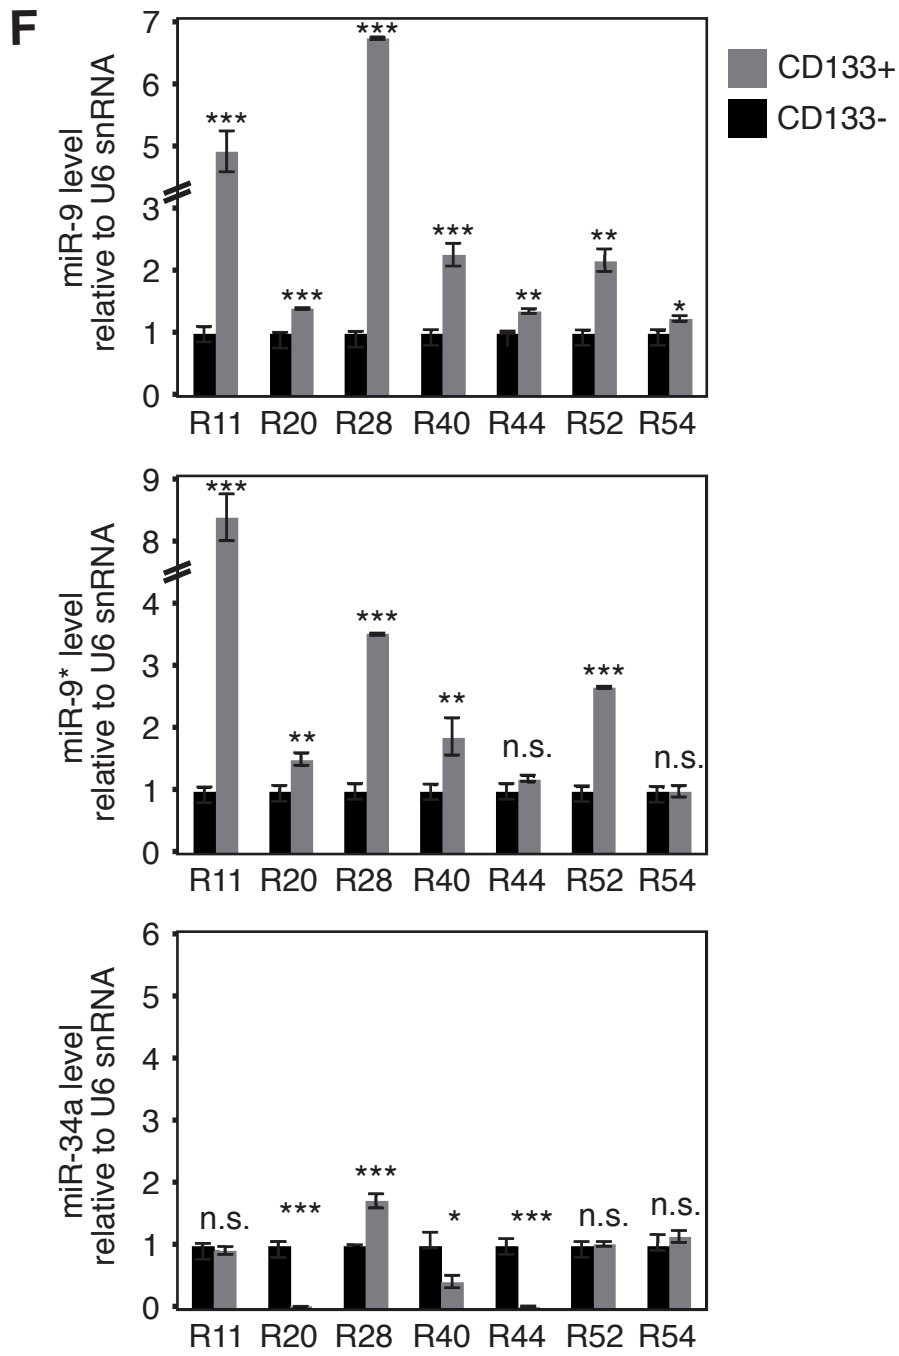 F
CD133+
CD133-
miR-9 level
relative to U6 snRNA
7
6
5
3
2
1
0
***
***
***
***
**
**
*
R11 R20 R28 R40 R44 R52 R54
miR-9* level
relative to U6 snRNA
9
8
4
3
2
1
0
***
**
***
**
n.s.
***
n.s.
R11 R20 R28 R40 R44 R52 R54
miR-34a level
relative to U6 snRNA
6
5
4
3
2
1
0
n.s.
***
***
*
***
n.s.
n.s.
R11 R20 R28 R40 R44 R52 R54